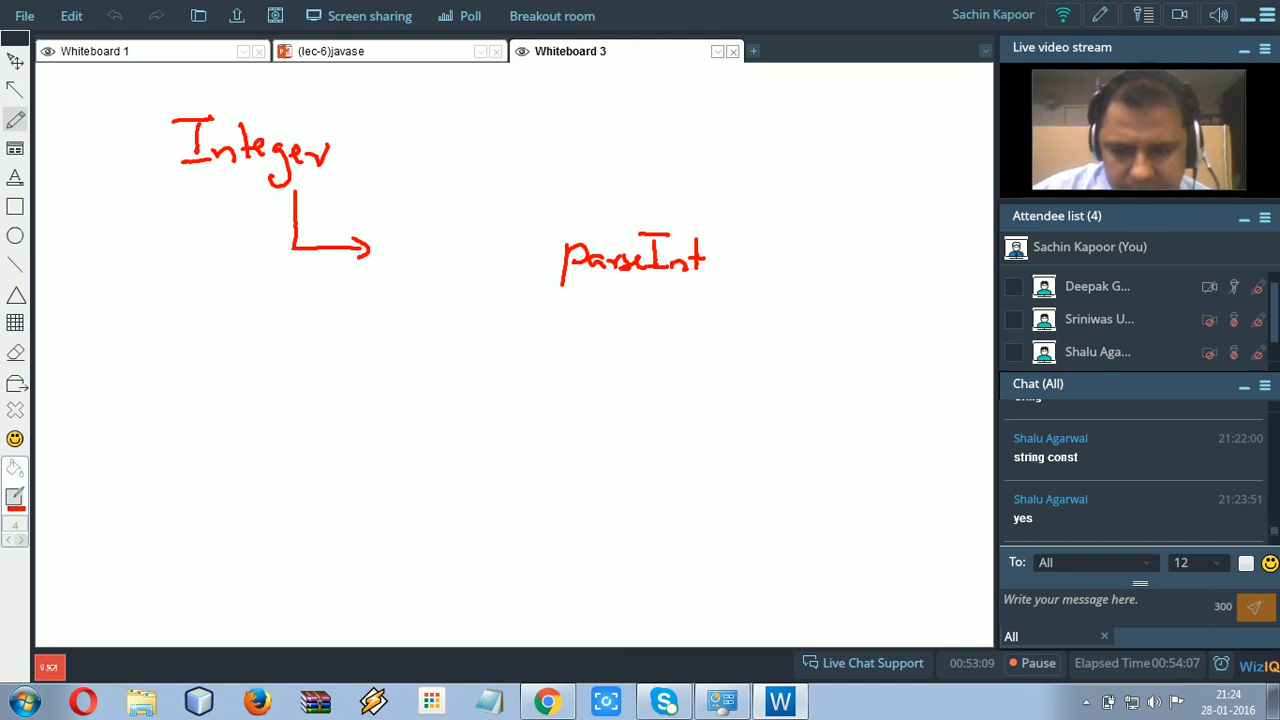 File Edit Screen sharing Poll Breakout room Sachin Kapoor
Whiteboard 1 (lec-6)javase Whiteboard 3
Live video stream
Integer
parseInt
Attendee list (4)
Sachin Kapoor (You)
Deepak G...
Sriniwas U...
Shalu Aga...
Chat (All)
Shalu Agarwal 21:22:00
string const
Shalu Agarwal 21:23:51
yes
4
To: All 12
Write your message here. 300
All
Live Chat Support 00:53:09 Pause Elapsed Time 00:54:07 WizIQ
21:24
28-01-2016